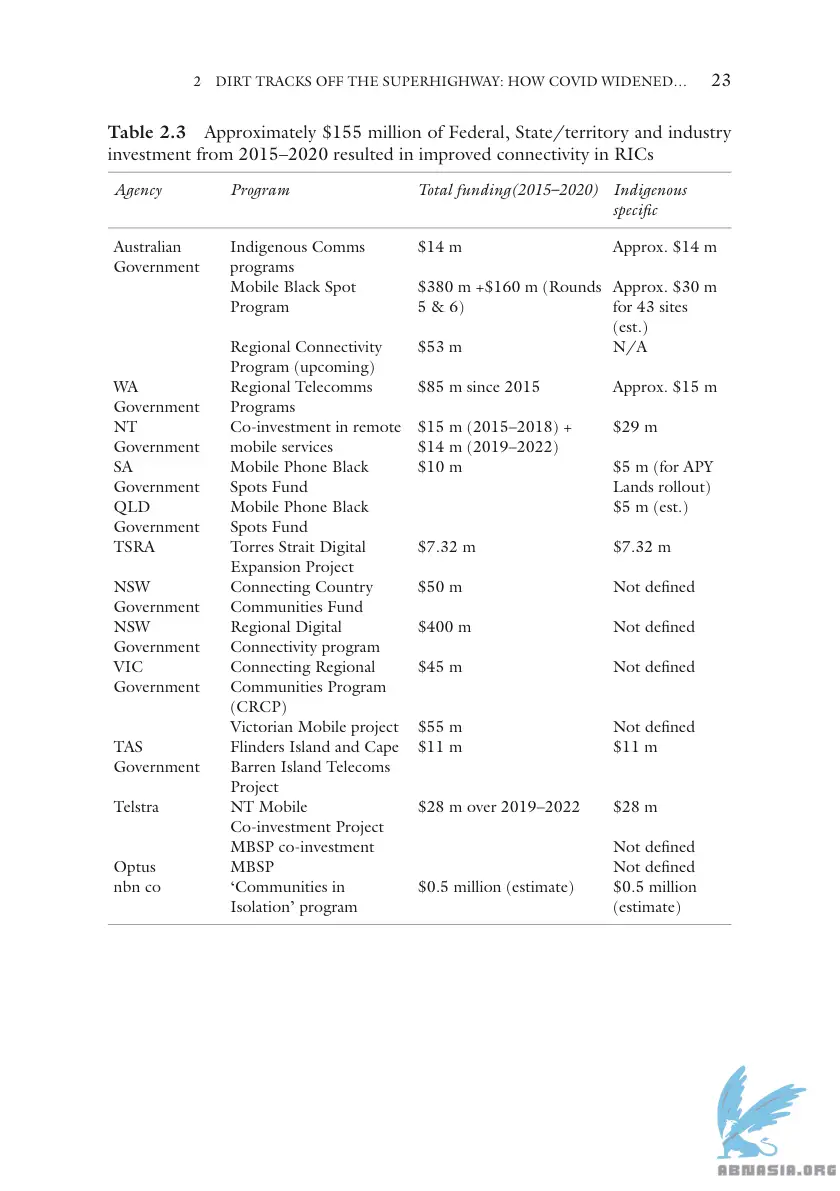 2 DIRT TRACKS OFF THE SUPERHIGHWAY: HOW COVID WIDENED… 23
Table 2.3 Approximately $155 million of Federal, State/territory and industry
investment from 2015–2020 resulted in improved connectivity in RICs
Agency Program Total funding(2015–2020) Indigenous
specific
Australian Indigenous Comms $14 m Approx. $14 m
Government programs
Mobile Black Spot $380 m +$160 m (Rounds Approx. $30 m
Program 5 & 6) for 43 sites
(est.)
Regional Connectivity $53 m N/A
Program (upcoming)
WA Regional Telecomms $85 m since 2015 Approx. $15 m
Government Programs
NT Co-investment in remote $15 m (2015–2018) + $29 m
Government mobile services $14 m (2019–2022)
SA Mobile Phone Black $10 m $5 m (for APY
Government Spots Fund Lands rollout)
QLD Mobile Phone Black $5 m (est.)
Government Spots Fund
TSRA Torres Strait Digital $7.32 m $7.32 m
Expansion Project
NSW Connecting Country $50 m Not defined
Government Communities Fund
NSW Regional Digital $400 m Not defined
Government Connectivity program
VIC Connecting Regional $45 m Not defined
Government Communities Program
(CRCP)
Victorian Mobile project $55 m Not defined
TAS Flinders Island and Cape $11 m $11 m
Government Barren Island Telecoms
Project
Telstra NT Mobile $28 m over 2019–2022 $28 m
Co-investment Project
MBSP co-investment Not defined
Optus MBSP Not defined
nbn co ‘Communities in $0.5 million (estimate) $0.5 million
Isolation’ program (estimate)
ABNASIA.ORG